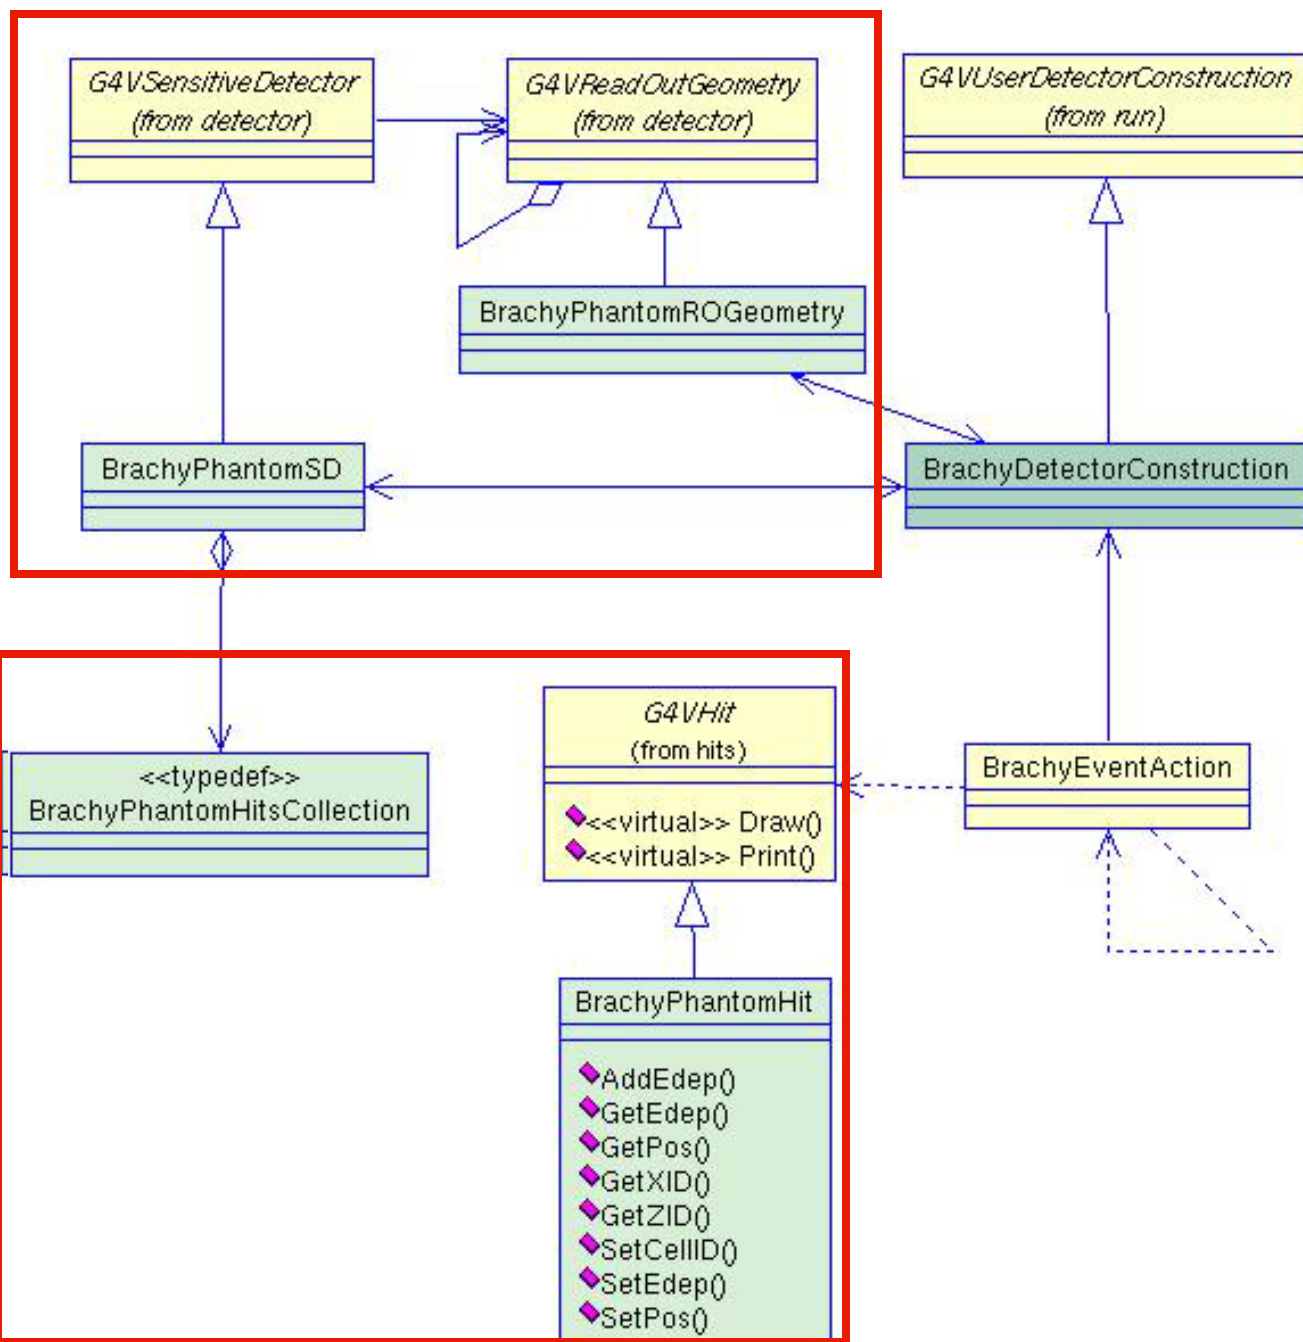 G4VSensitiveDetector
(from detector)
G4VReadOutGeometry
(from detector)
G4VUserDetectorConstruction
(from run)
BrachyPhantomROGeometry
BrachyPhantomSD
BrachyDetectorConstruction
<<typedef>>
BrachyPhantomHitsCollection
G4VHit
(from hits)
<<virtual>> Draw()
<<virtual>> Print()
BrachyEventAction
BrachyPhantomHit
AddEdep()
GetEdep()
GetPos()
GetXID()
GetZID()
SetCellID()
SetEdep()
SetPos()